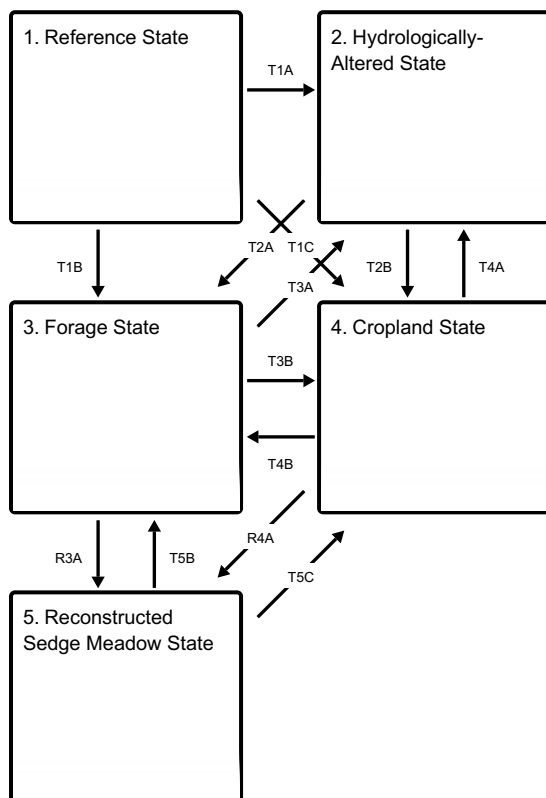 1. Reference State
2. Hydrologically-
Altered State
T1A
T1B
T2A
T1C
T3A
T2B
T4A
3. Forage State
4. Cropland State
T3B
T4B
R3A
T5B
R4A
T5C
5. Reconstructed
Sedge Meadow State